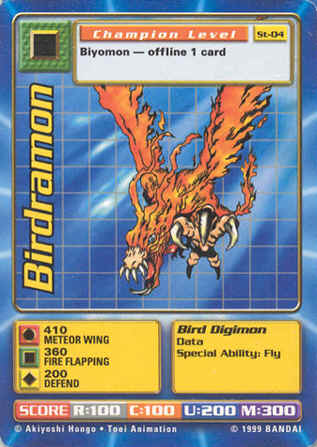 Champion Level
St-04
Biyomon — offline 1 card
Birdramon
410
METEOR WING
360
FIRE FLAPPING
200
DEFEND
Bird Digimon
Data
Special Ability: Fly
SCORE R:100 C:100 U:200 M:300
© Akiyoshi Hongo • Toei Animation © 1999 BANDAI